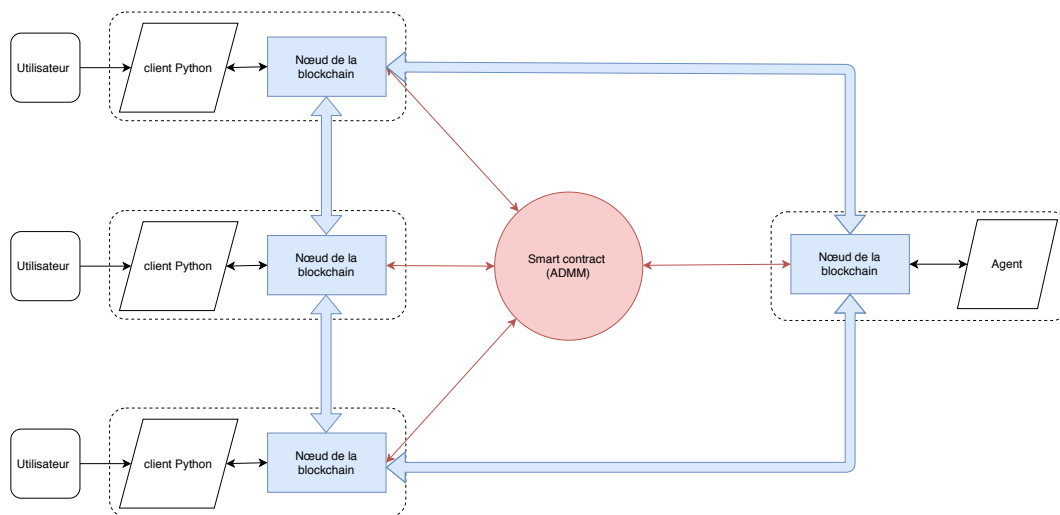 Utilisateur
client Python
Nœud de la
blockchain
Utilisateur
client Python
Nœud de la
blockchain
Smart contract
(ADMM)
Nœud de la
blockchain
Agent
Utilisateur
client Python
Nœud de la
blockchain